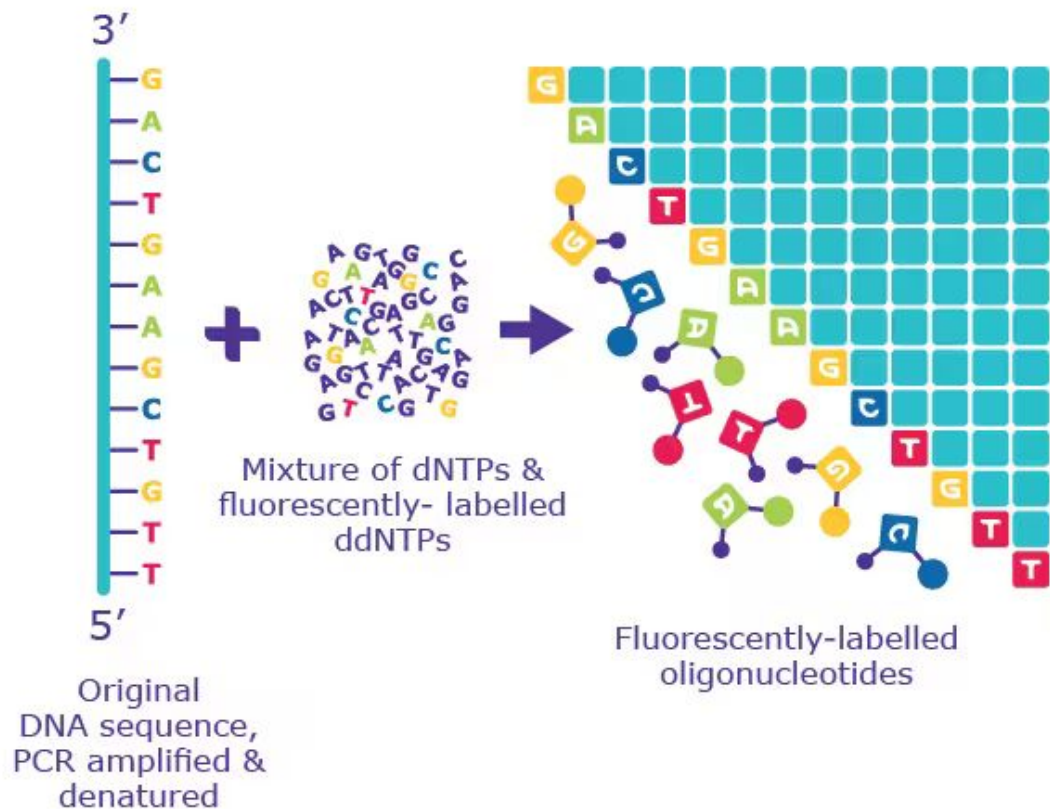 3’
G
A
C
T
G
A
A
G
C
T
G
T
T
5’
Original
DNA sequence,
PCR amplified &
denatured
+
Mixture of dNTPs &
fluorescently- labelled
ddNTPs
G
A
C
T
G
A
A
G
C
T
G
T
T
G
C
A
T
T
G
A
C
Fluorescently-labelled
oligonucleotides